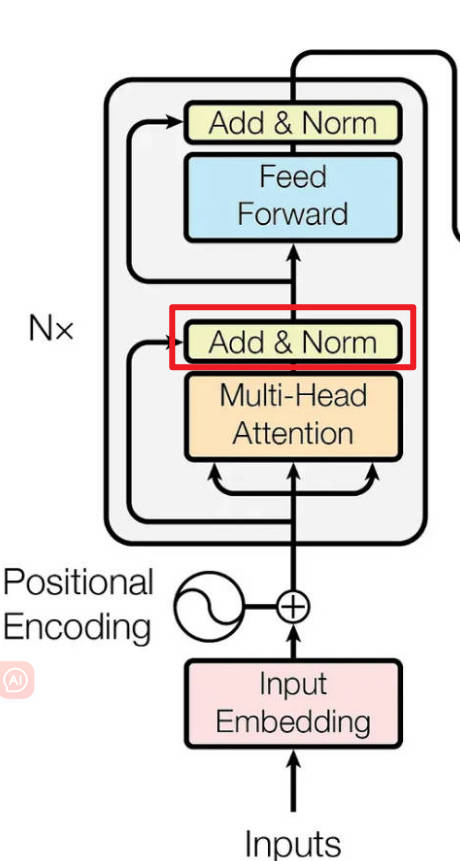 Add & Norm
Feed
Forward
Nx
Add & Norm
Multi-Head
Attention
Positional
Encoding
AI
Input
Embedding
Inputs